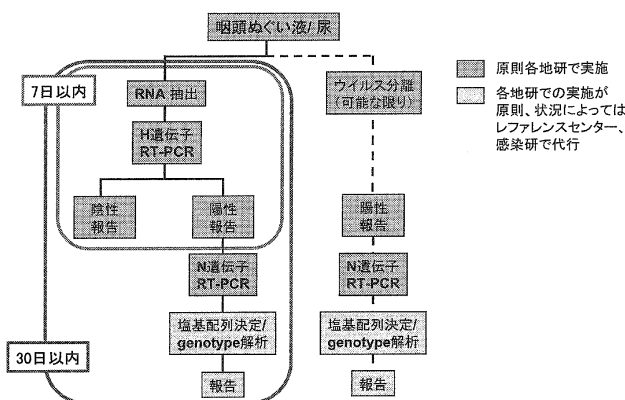 咽頭ぬぐい液/尿
7日以内
RNA 抽出
H遺伝子
RT-PCR
陰性
報告
陽性
報告
N遺伝子
RT-PCR
塩基配列決定/
genotype解析
報告
30日以内
ウイルス分離
(可能な限り)
陽性
報告
N遺伝子
RT-PCR
塩基配列決定/
genotype解析
報告
原則各地研で実施
各地研での実施が
原則、状況によっては
レファレンスセンター、
感染研で代行